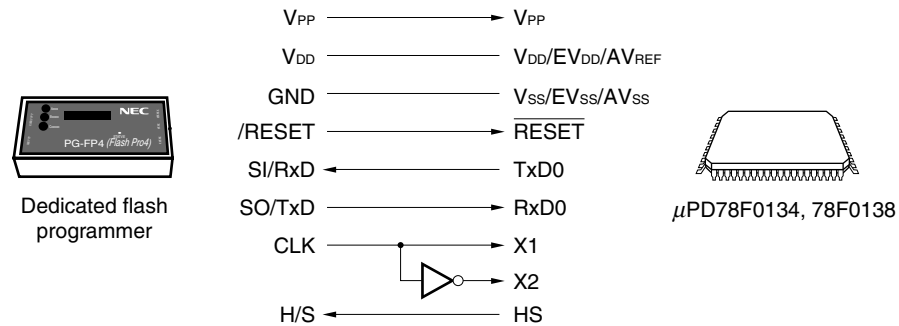 VPP VPP
VDD VDD/EVDD/AVREF
GND VSS/EVSS/AVSS
/RESET RESET
SI/RxD TxD0
SO/TxD RxD0
CLK X1
X2
H/S HS
NEC
PG-FP4 (Flash Pro4)
Dedicated flash
programmer
μPD78F0134, 78F0138